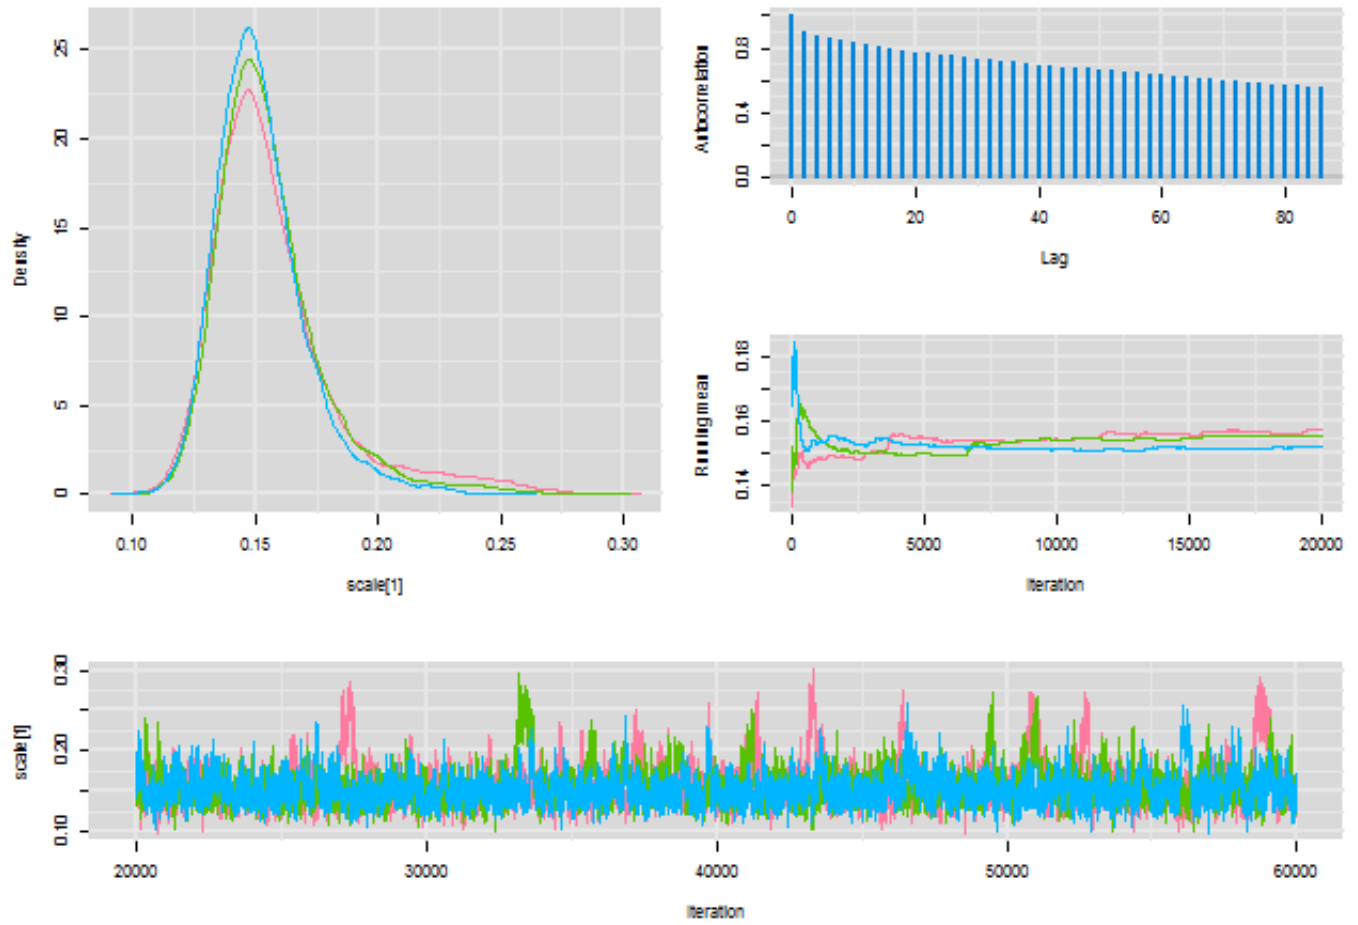 Density
0 5 10 15 20 25
0.10 0.15 0.20 0.25 0.30
scale[1]
Autocorrelation
0.0 0.4 0.8
0 20 40 60 80
Lag
Running mean
0.14 0.16 0.18
0 5000 10000 15000 20000
Iteration
scale[1]
0.10 0.20 0.30
20000 30000 40000 50000 60000
Iteration